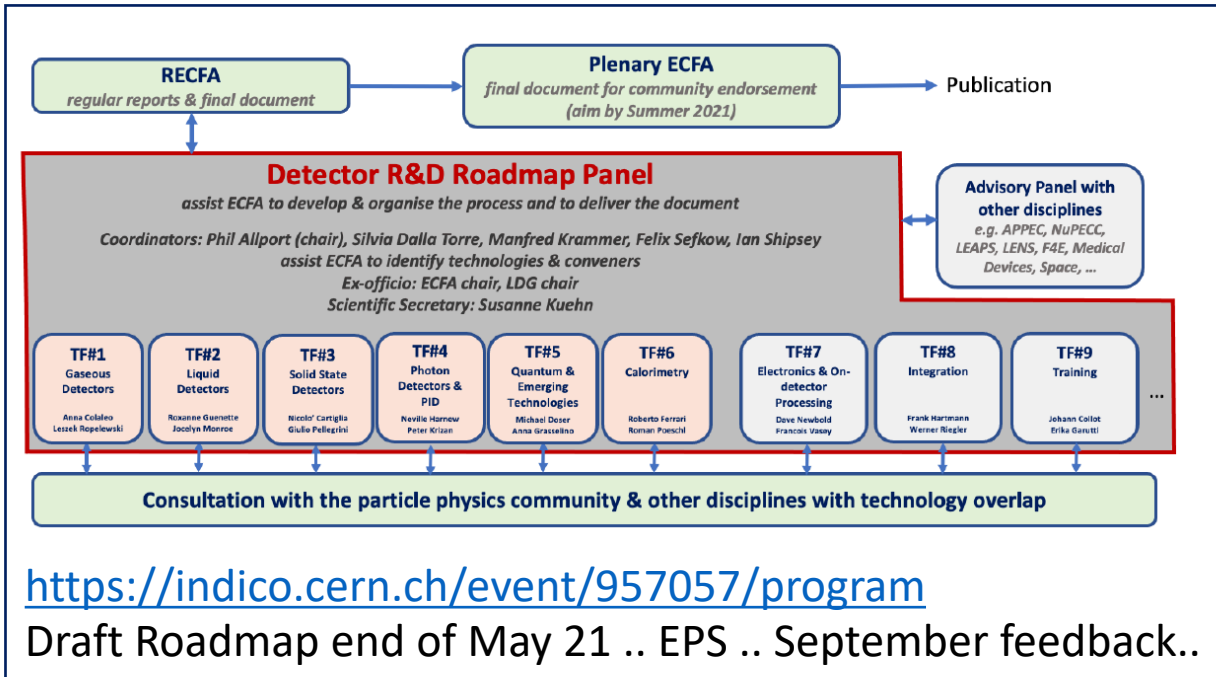 RECFA
regular reports & final document
Plenary ECFA
final document for community endorsement
(aim by Summer 2021)
Publication
Detector R&D Roadmap Panel
assist ECFA to develop & organise the process and to deliver the document
Coordinators: Phil Allport (chair), Silvia Dalla Torre, Manfred Krammer, Felix Sefkow, Ian Shipsey
assist ECFA to identify technologies & conveners
Ex-officio: ECFA chair, LDG chair
Scientific Secretary: Susanne Kuehn
Advisory Panel with
other disciplines
e.g. APPEC, NuPECC,
LEAPS, LENS, F4E, Medical
Devices, Space, ...
TF#1
Gaseous
Detectors
Anna Colaleo
Leszek Ropelewski
TF#2
Liquid
Detectors
Roxanne Guenette
Jocelyn Monroe
TF#3
Solid State
Detectors
Nicolo' Cartiglia
Giulio Pellegrini
TF#4
Photon
Detectors &
PID
Neville Harnew
Peter Krizan
TF#5
Quantum &
Emerging
Technologies
Michael Doser
Anna Grasselino
TF#6
Calorimetry
Roberto Ferrari
Roman Poeschl
TF#7
Electronics & On-
detector
Processing
Dave Newbold
Francois Vasey
TF#8
Integration
Frank Hartmann
Werner Riegler
TF#9
Training
Johann Collot
Erika Garutti
...
Consultation with the particle physics community & other disciplines with technology overlap
https://indico.cern.ch/event/957057/program
Draft Roadmap end of May 21 .. EPS .. September feedback..